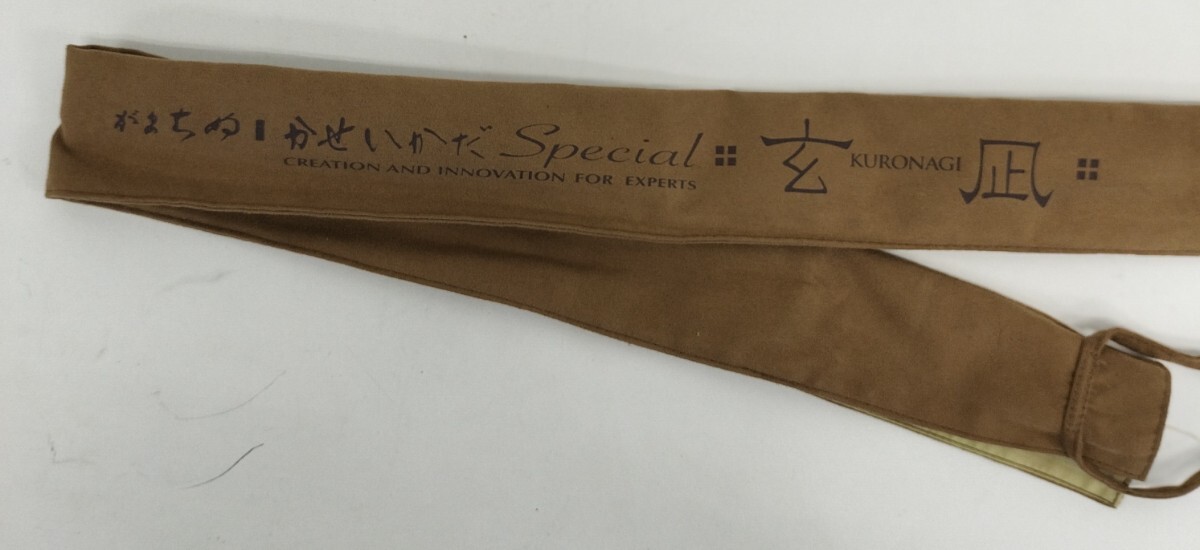 がまちぬ ▮ かせいかだ Special 玄 KURONAGI 凪
CREATION AND INNOVATION FOR EXPERTS